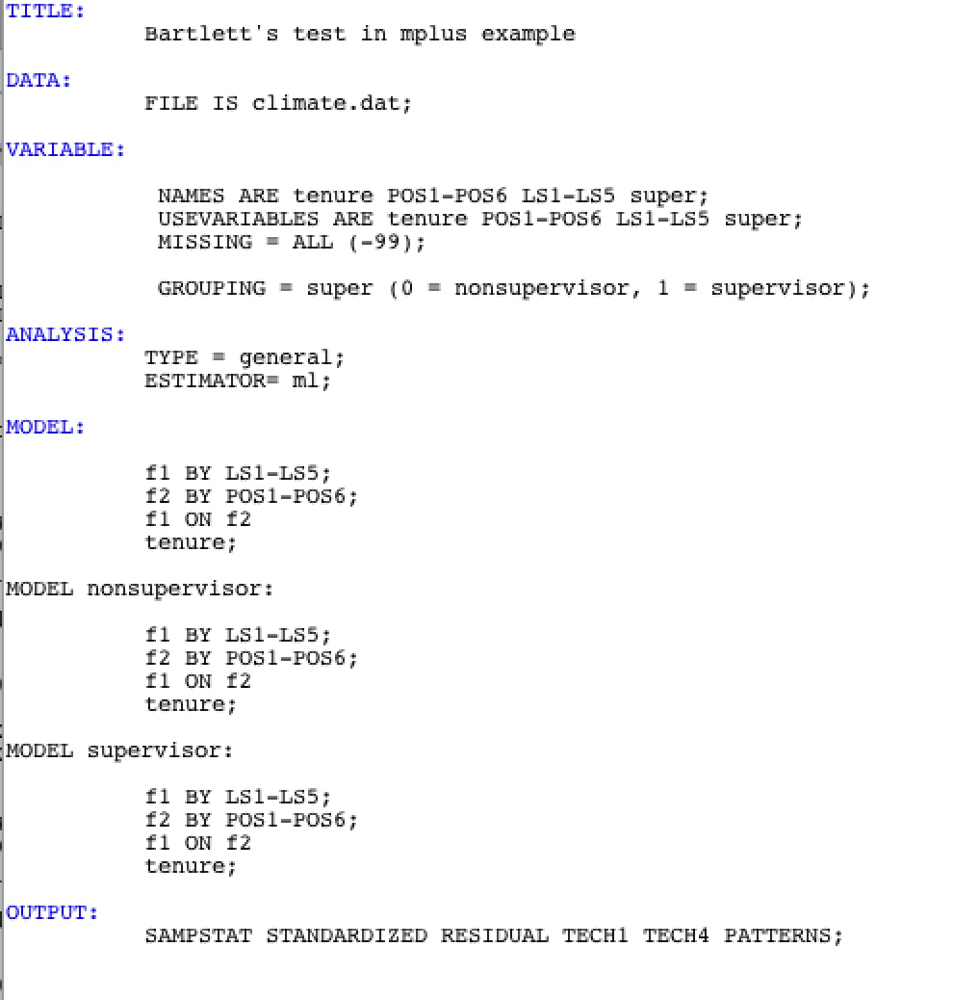 TITLE:
Bartlett's test in mplus example
DATA:
FILE IS climate.dat;
VARIABLE:
NAMES ARE tenure POS1-POS6 LS1-LS5 super;
USEVARIABLES ARE tenure POS1-POS6 LS1-LS5 super;
MISSING = ALL (-99);
GROUPING = super (0 = nonsupervisor, 1 = supervisor);
ANALYSIS:
TYPE = general;
ESTIMATOR= ml;
MODEL:
f1 BY LS1-LS5;
f2 BY POS1-POS6;
f1 ON f2
tenure;
MODEL nonsupervisor:
f1 BY LS1-LS5;
f2 BY POS1-POS6;
f1 ON f2
tenure;
MODEL supervisor:
f1 BY LS1-LS5;
f2 BY POS1-POS6;
f1 ON f2
tenure;
OUTPUT:
SAMPSTAT STANDARDIZED RESIDUAL TECH1 TECH4 PATTERNS;